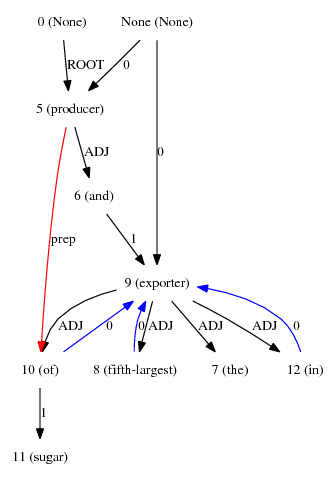 0 (None) None (None)
ROOT 0
5 (producer)
ADJ
6 (and)
prep 1 0
9 (exporter)
ADJ 0 0 ADJ ADJ ADJ 0
10 (of) 8 (fifth-largest) 7 (the) 12 (in)
1
11 (sugar)